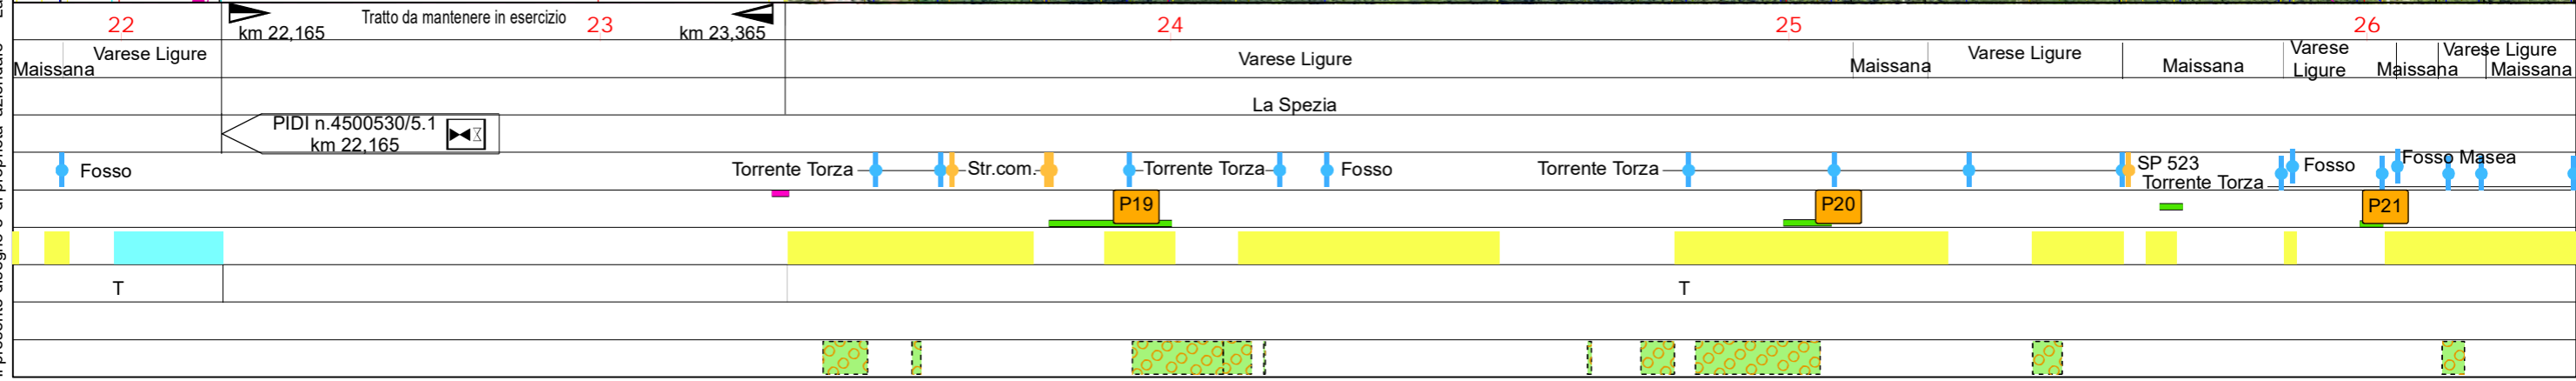 22
Tratto da mantenere in esercizio
23
24
25
26
km 22,165
km 23,365
Maissana
Varese Ligure
Varese Ligure
Maissana
Varese Ligure
Maissana
Varese
Ligure
Maissana
Varese Ligure
Maissana
La Spezia
PIDI n.4500530/5.1
km 22,165
Fosso
Torrente Torza
Str.com.
Torrente Torza
Fosso
Torrente Torza
SP 523
Torrente Torza
Fosso
Fosso Masea
P19
P20
P21
T
T